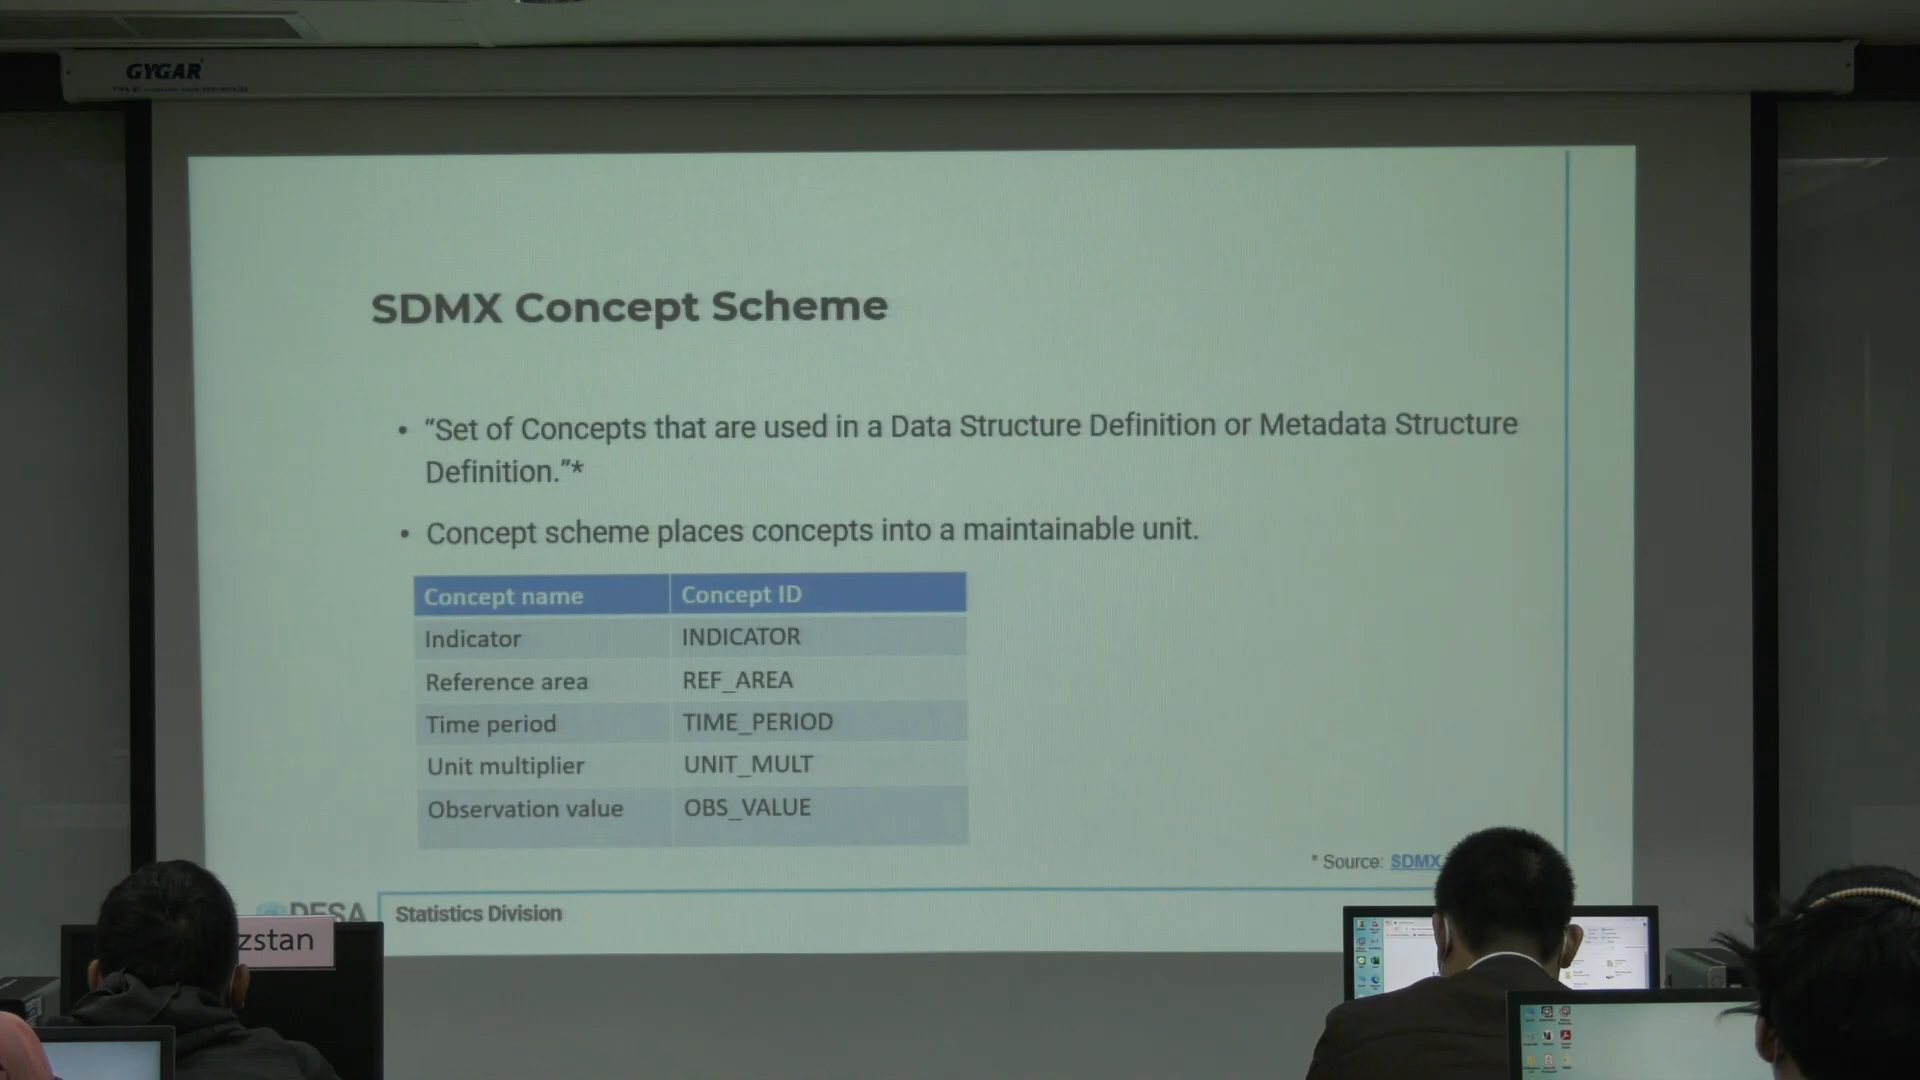 GYGAR
SDMX Concept Scheme
• “Set of Concepts that are used in a Data Structure Definition or Metadata Structure
Definition.”*
• Concept scheme places concepts into a maintainable unit.
Concept name Concept ID
Indicator INDICATOR
Reference area REF_AREA
Time period TIME_PERIOD
Unit multiplier UNIT_MULT
Observation value OBS_VALUE
* Source: SDMX
DESA Statistics Division
zstan